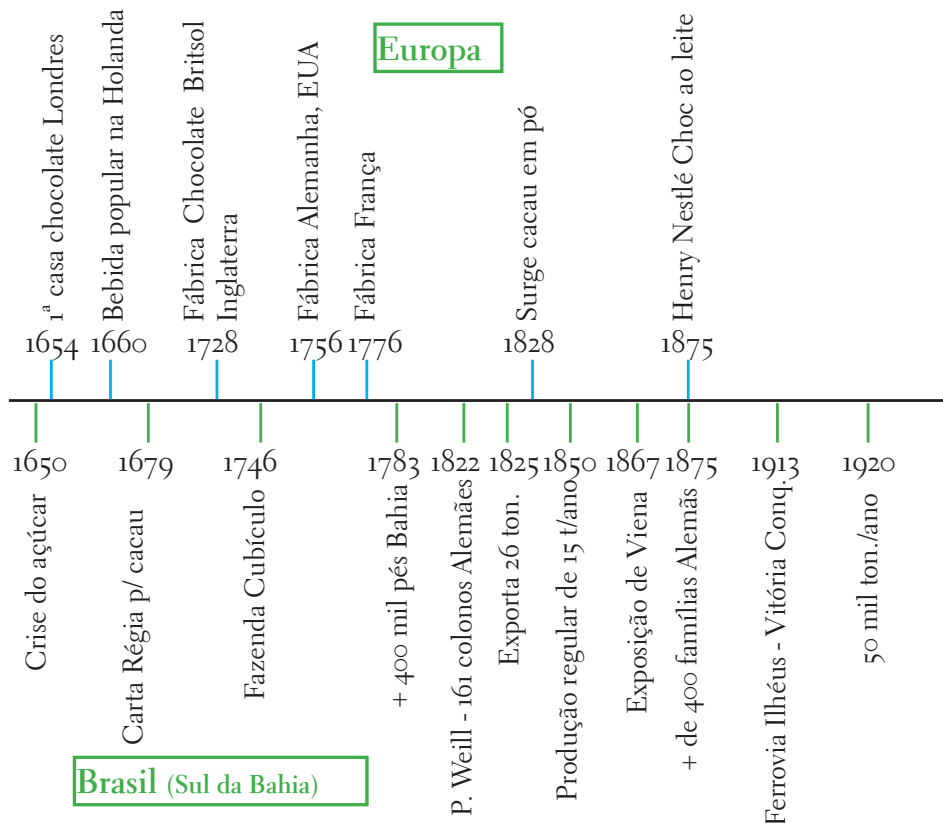 Europa
1ª casa chocolate Londres
Bebida popular na Holanda
Fábrica Chocolate Britsol
Inglaterra
Fábrica Alemanha, EUA
Fábrica França
Surge cacau em pó
Henry Nestlé Choc ao leite
1654
1660
1728
1756
1776
1828
1875
1650
1679
1746
1783
1822
1825
1850
1867
1875
1913
1920
Crise do açúcar
Carta Régia p/ cacau
Fazenda Cubículo
+ 400 mil pés Bahia
P. Weill - 161 colonos Alemães
Exporta 26 ton.
Produção regular de 15 t/ano
Exposição de Viena
+ de 400 famílias Alemãs
Ferrovia Ilhéus - Vitória Conq.
50 mil ton./ano
Brasil (Sul da Bahia)